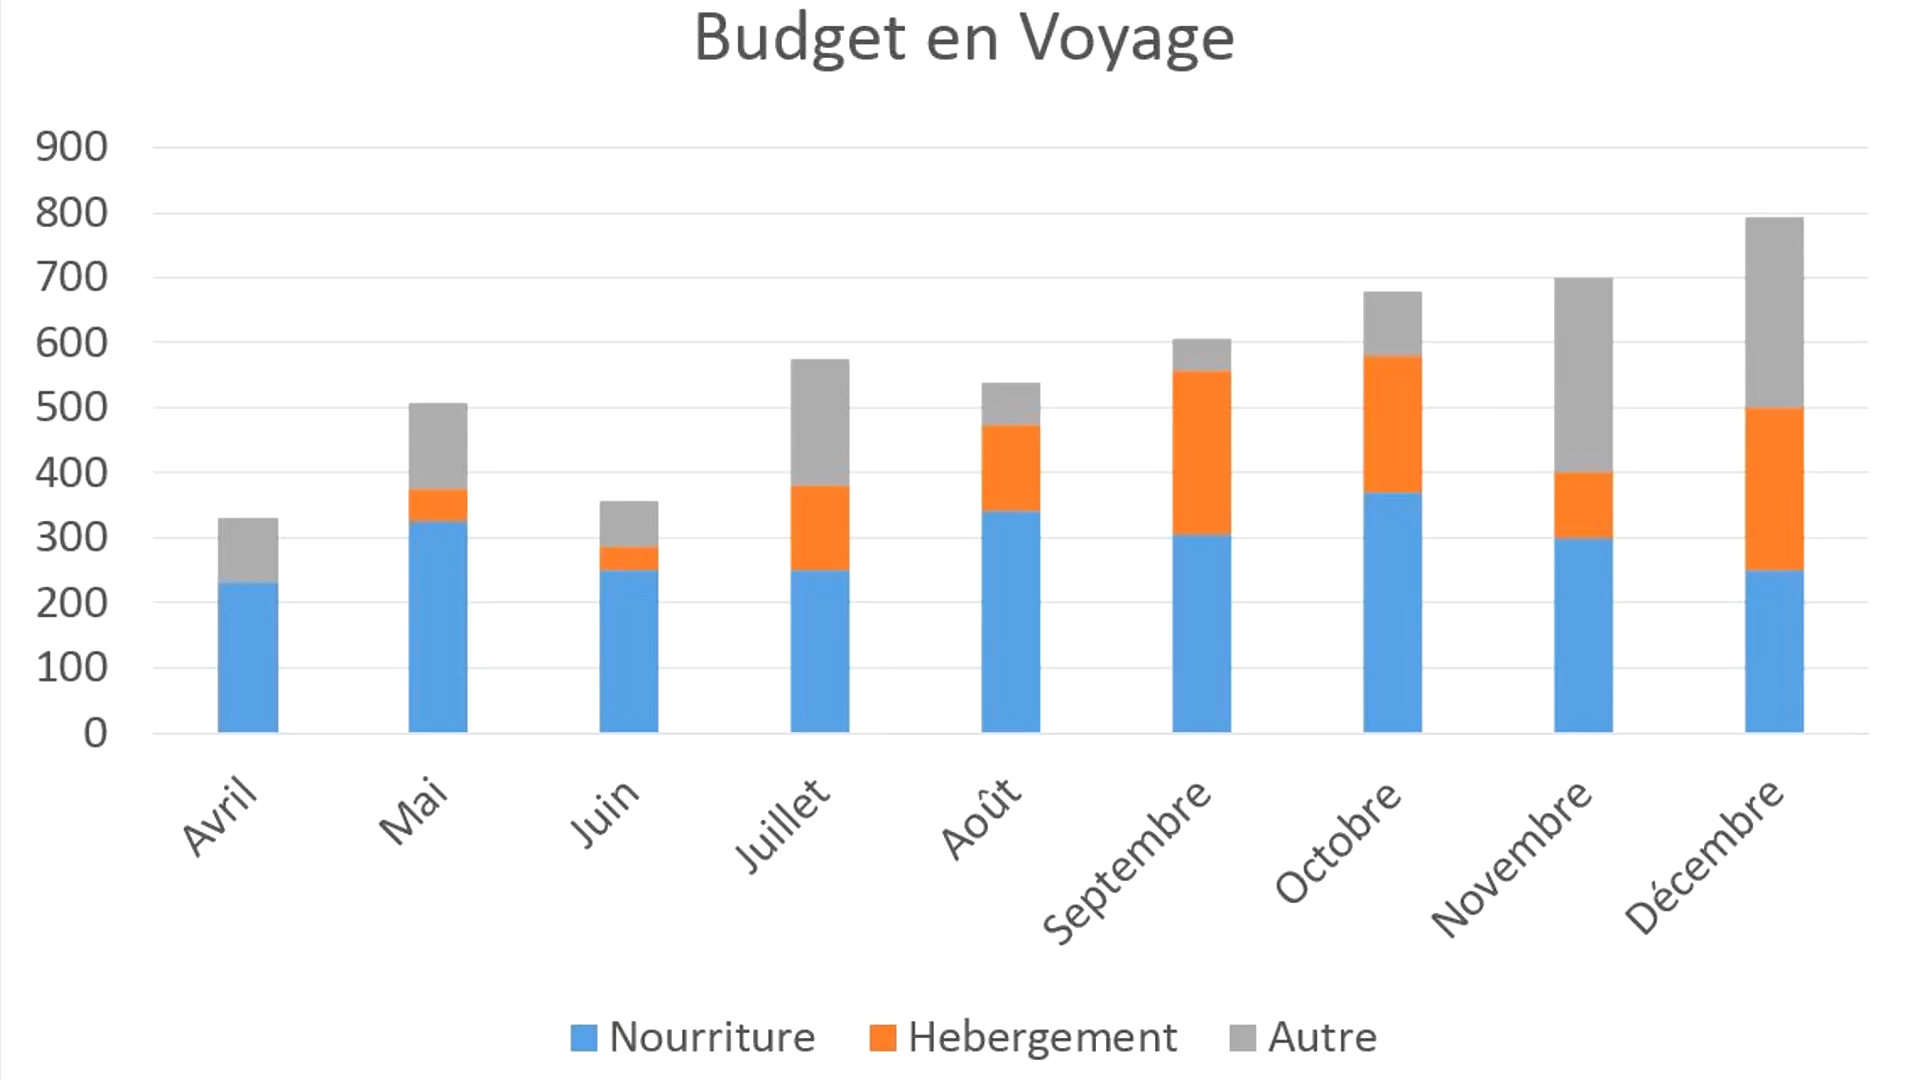 Budget en Voyage
900
800
700
600
500
400
300
200
100
0
Avril
Mai
Juin
Juillet
Août
Septembre
Octobre
Novembre
Décembre
Nourriture
Hebergement
Autre